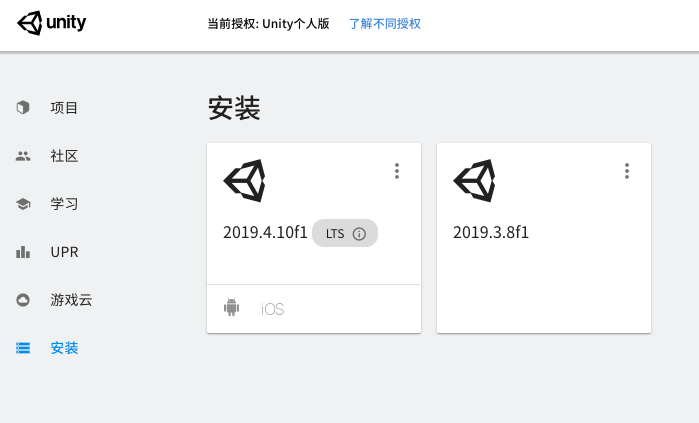 unity
当前授权: Unity个人版 了解不同授权
项目
社区
学习
UPR
游戏云
安装
安装
2019.4.10f1 LTS
iOS
2019.3.8f1